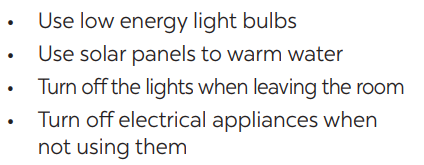 • Use low energy light bulbs
• Use solar panels to warm water
• Turn off the lights when leaving the room
• Turn off electrical appliances when
not using them